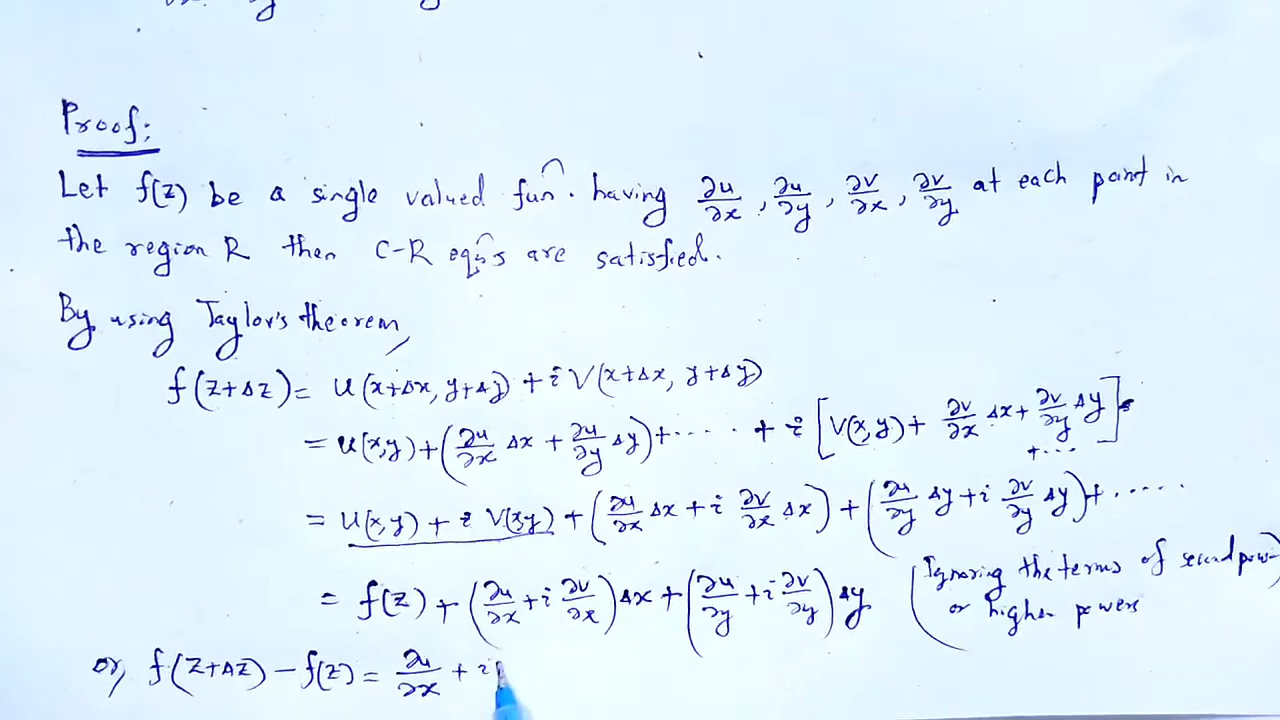 Proof:
Let f(z) be a single valued fun. having ∂u/∂x, ∂u/∂y, ∂v/∂x, ∂v/∂y at each point in
the region R then C-R eqns are satisfied.
By using Taylor's theorem,
f(z+Δz) = u(x+Δx, y+Δy) + i V(x+Δx, y+Δy)
= u(x,y) + (∂u/∂x Δx + ∂u/∂y Δy) + ···· + i [V(x,y) + ∂v/∂x Δx + ∂v/∂y Δy] + ...
= u(x,y) + i V(x,y) + (∂u/∂x Δx + i ∂v/∂x Δx) + (∂u/∂y Δy + i ∂v/∂y Δy) + ······
= f(z) + (∂u/∂x + i ∂v/∂x) Δx + (∂u/∂y + i ∂v/∂y) Δy (Ignoring the terms of second pow-
or higher powers
or, f(z+Δz) - f(z) = ∂u/∂x + i